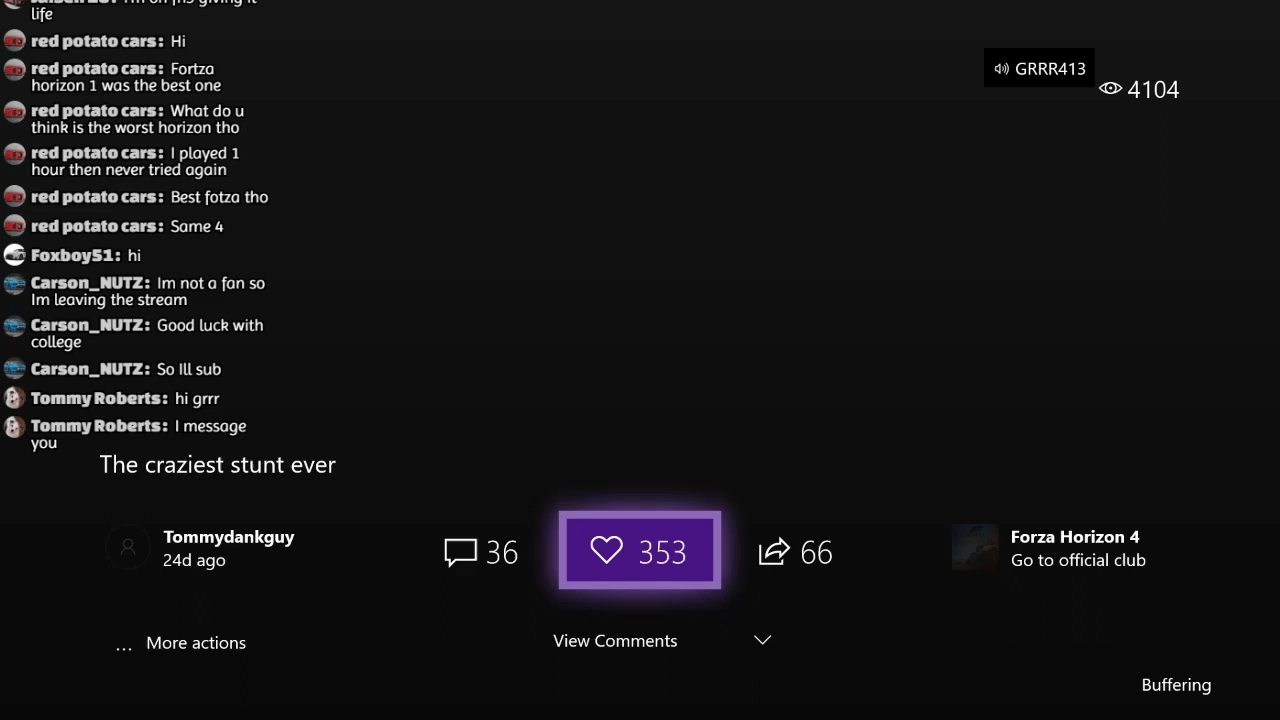 I'm on fh5 giving it
life
red potato cars: Hi
red potato cars: Fortza
horizon 1 was the best one
red potato cars: What do u
think is the worst horizon tho
red potato cars: I played 1
hour then never tried again
red potato cars: Best fotza tho
red potato cars: Same 4
Foxboy51: hi
Carson_NUTZ: Im not a fan so
Im leaving the stream
Carson_NUTZ: Good luck with
college
Carson_NUTZ: So Ill sub
Tommy Roberts: hi grrr
Tommy Roberts: I message
you
GRRR413
4104
The craziest stunt ever
Tommydankguy
24d ago
36
353
66
Forza Horizon 4
Go to official club
... More actions
View Comments
Buffering